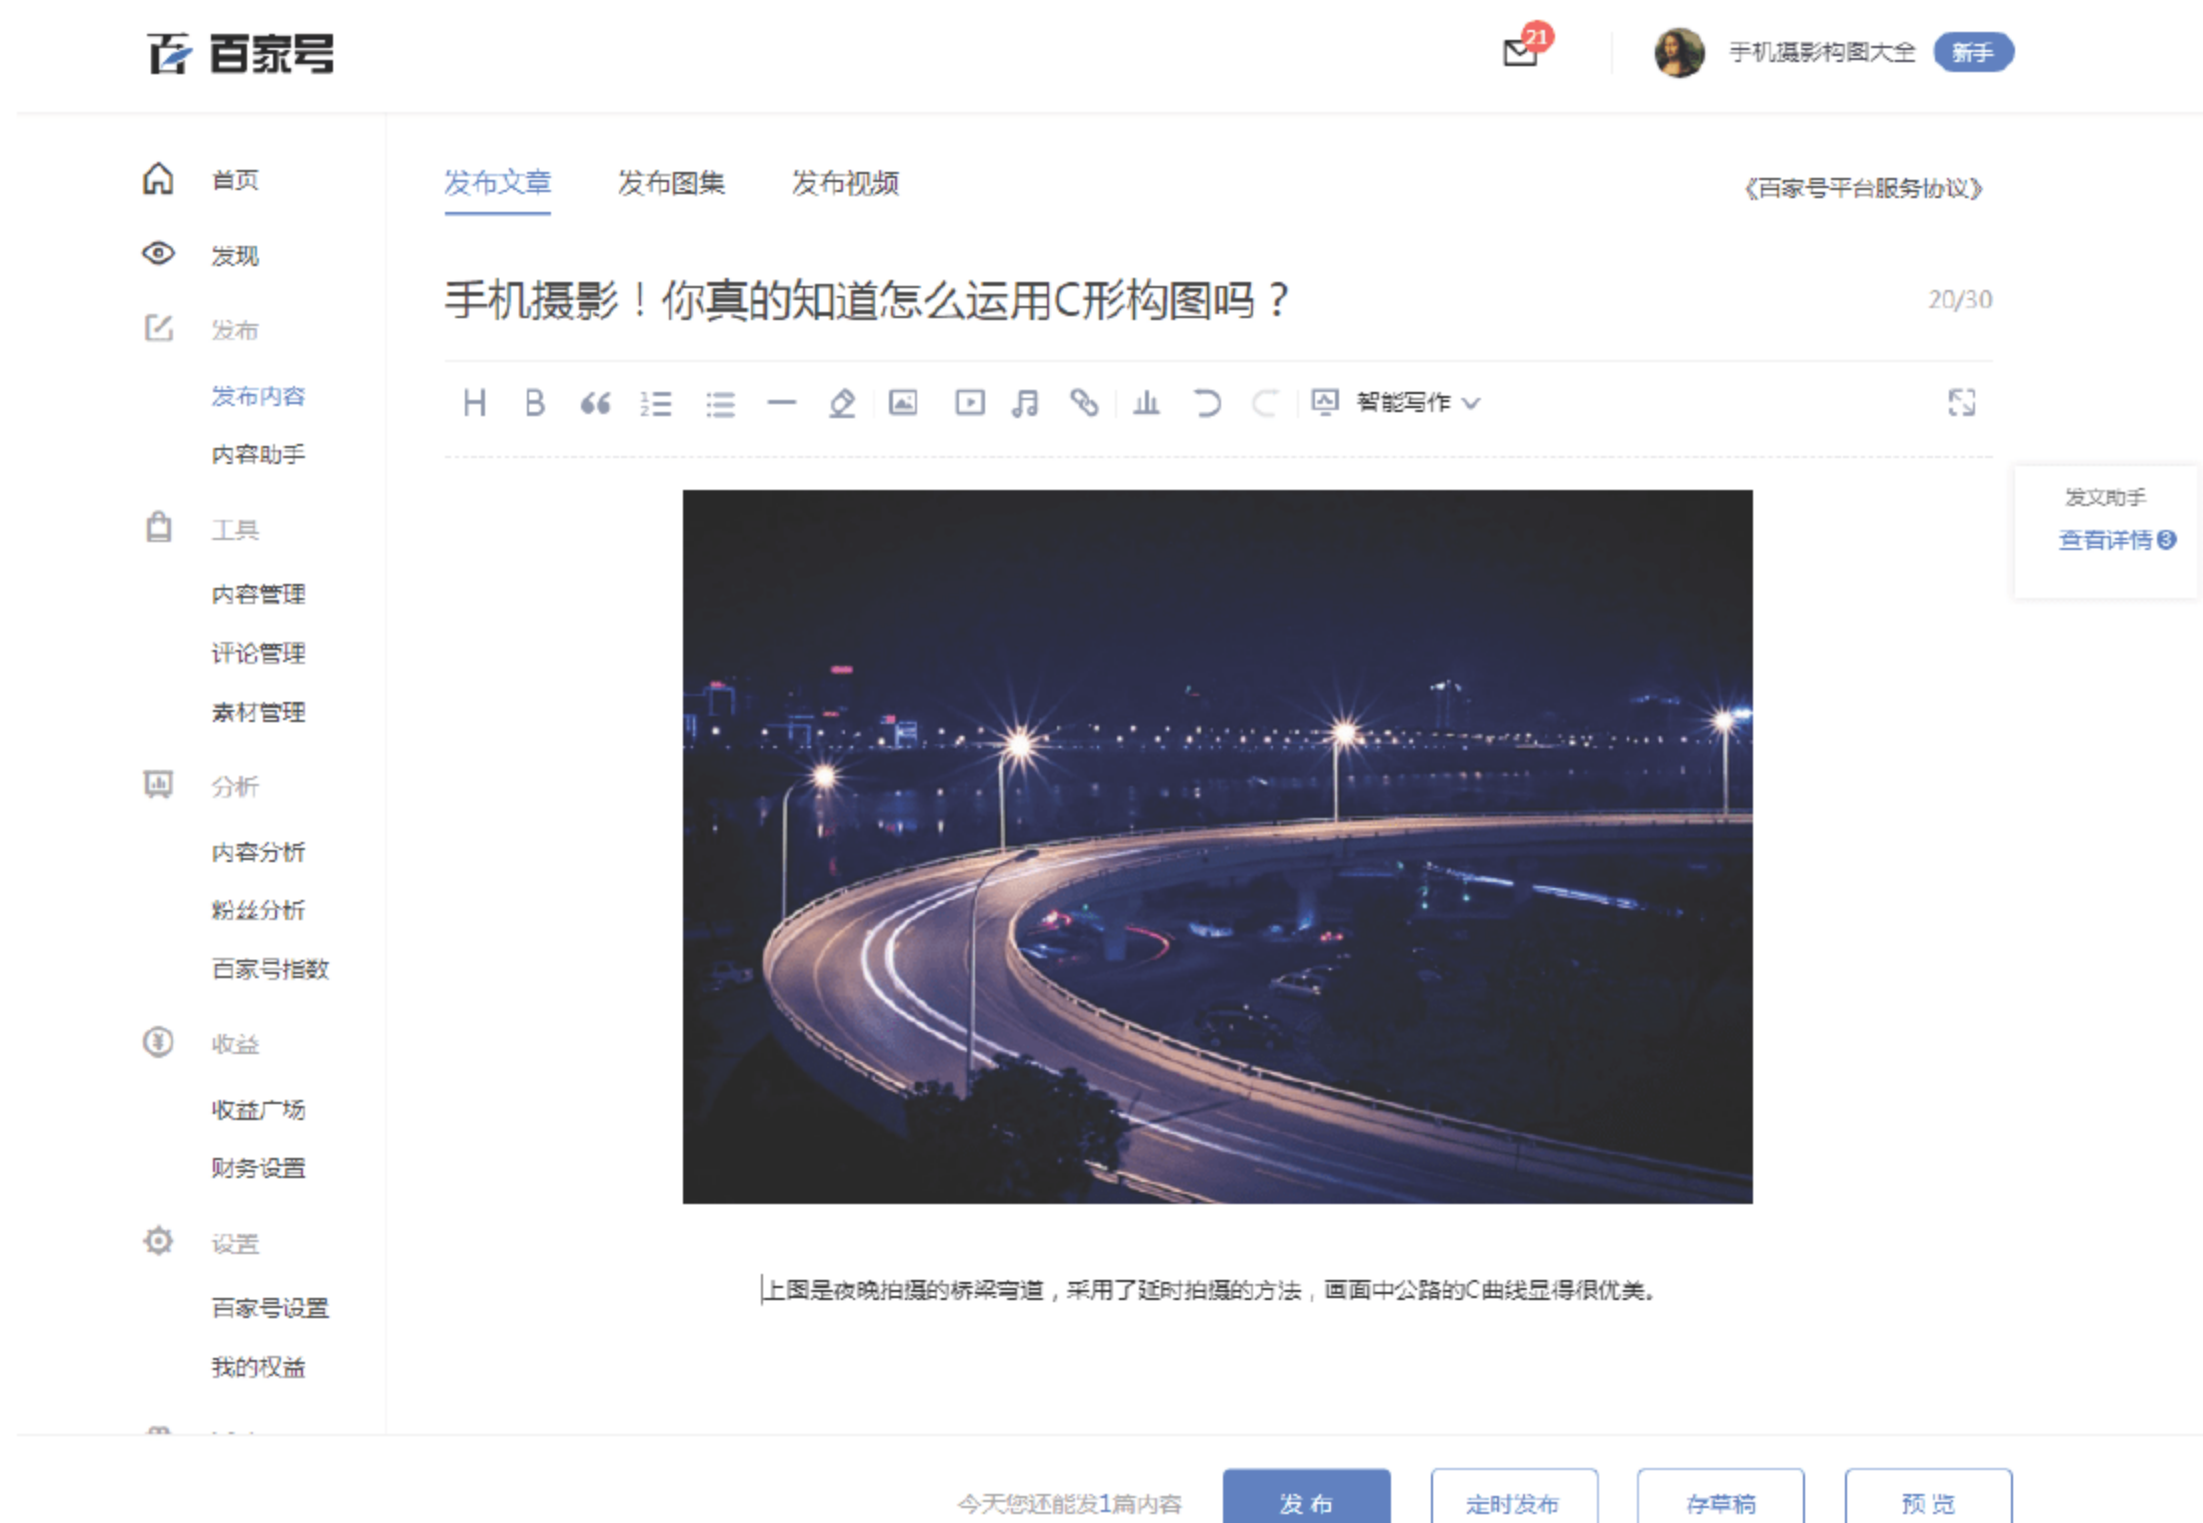 百家号
21
手机摄影构图大全 新手
首页
发现
发布
发布内容
内容助手
工具
内容管理
评论管理
素材管理
分析
内容分析
粉丝分析
百家号指数
收益
收益广场
财务设置
设置
百家号设置
我的权益
发布文章 发布图集 发布视频
《百家号平台服务协议》
手机摄影！你真的知道怎么运用C形构图吗？ 20/30
H B 智能写作
发文助手
查看详情3
上图是夜晚拍摄的桥梁弯道，采用了延时拍摄的方法，画面中公路的C曲线显得很优美。
今天您还能发1篇内容 发布 定时发布 存草稿 预览